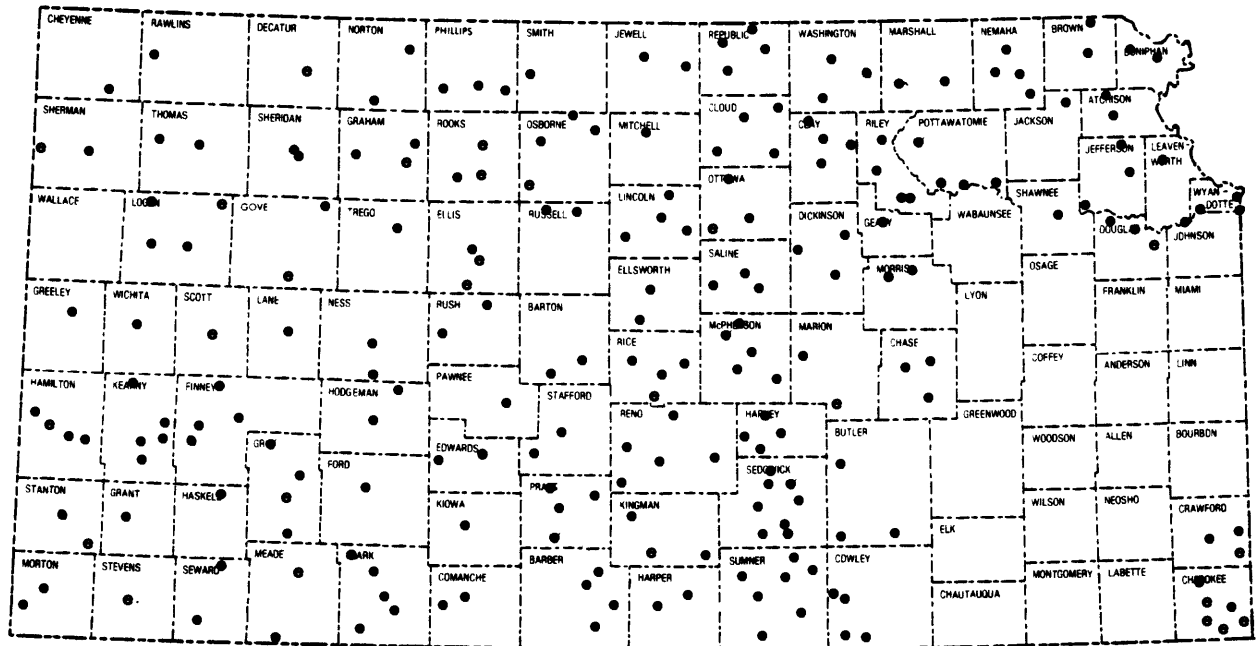 CHEYENNE
RAWLINS
DECATUR
NORTON
PHILLIPS
SMITH
JEWELL
REPUBLIC
WASHINGTON
MARSHALL
NEMAHA
BROWN
DONIPHAN
SHERMAN
THOMAS
SHERIDAN
GRAHAM
ROOKS
OSBORNE
MITCHELL
CLOUD
CLAY
RILEY
POTTAWATOMIE
JACKSON
ATCHISON
JEFFERSON
LEAVEN-
WORTH
WYAN
DOTTE
WALLACE
LOGAN
GOVE
TREGO
ELLIS
RUSSELL
LINCOLN
OTTAWA
DICKINSON
GEARY
WABAUNSEE
SHAWNEE
DOUGLAS
JOHNSON
SALINE
ELLSWORTH
MORRIS
OSAGE
GREELEY
WICHITA
SCOTT
LANE
NESS
RUSH
BARTON
RICE
McPHERSON
MARION
CHASE
LYON
FRANKLIN
MIAMI
COFFEY
ANDERSON
LINN
HAMILTON
KEARNY
FINNEY
HODGEMAN
PAWNEE
STAFFORD
RENO
HARVEY
BUTLER
GREENWOOD
WOODSON
ALLEN
BOURBON
GRAY
FORD
EDWARDS
SEDGWICK
STANTON
GRANT
HASKELL
KIOWA
PRATT
KINGMAN
ELK
WILSON
NEOSHO
CRAWFORD
MORTON
STEVENS
SEWARD
MEADE
CLARK
COMANCHE
BARBER
HARPER
SUMNER
COWLEY
CHAUTAUQUA
MONTGOMERY
LABETTE
CHEROKEE